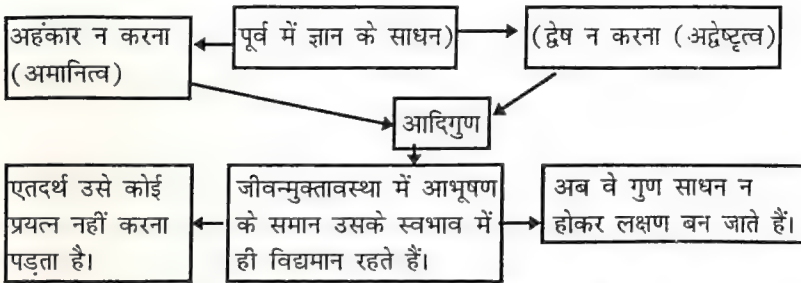 अहंकार न करना
(अमानित्व)
पूर्व में ज्ञान के साधन)
(द्वेष न करना (अद्वेष्टृत्व)
आदिगुण
एतदर्थ उसे कोई
प्रयत्न नहीं करना
पड़ता है।
जीवन्मुक्तावस्था में आभूषण
के समान उसके स्वभाव में
ही विद्यमान रहते हैं।
अब वे गुण साधन न
होकर लक्षण बन जाते हैं।